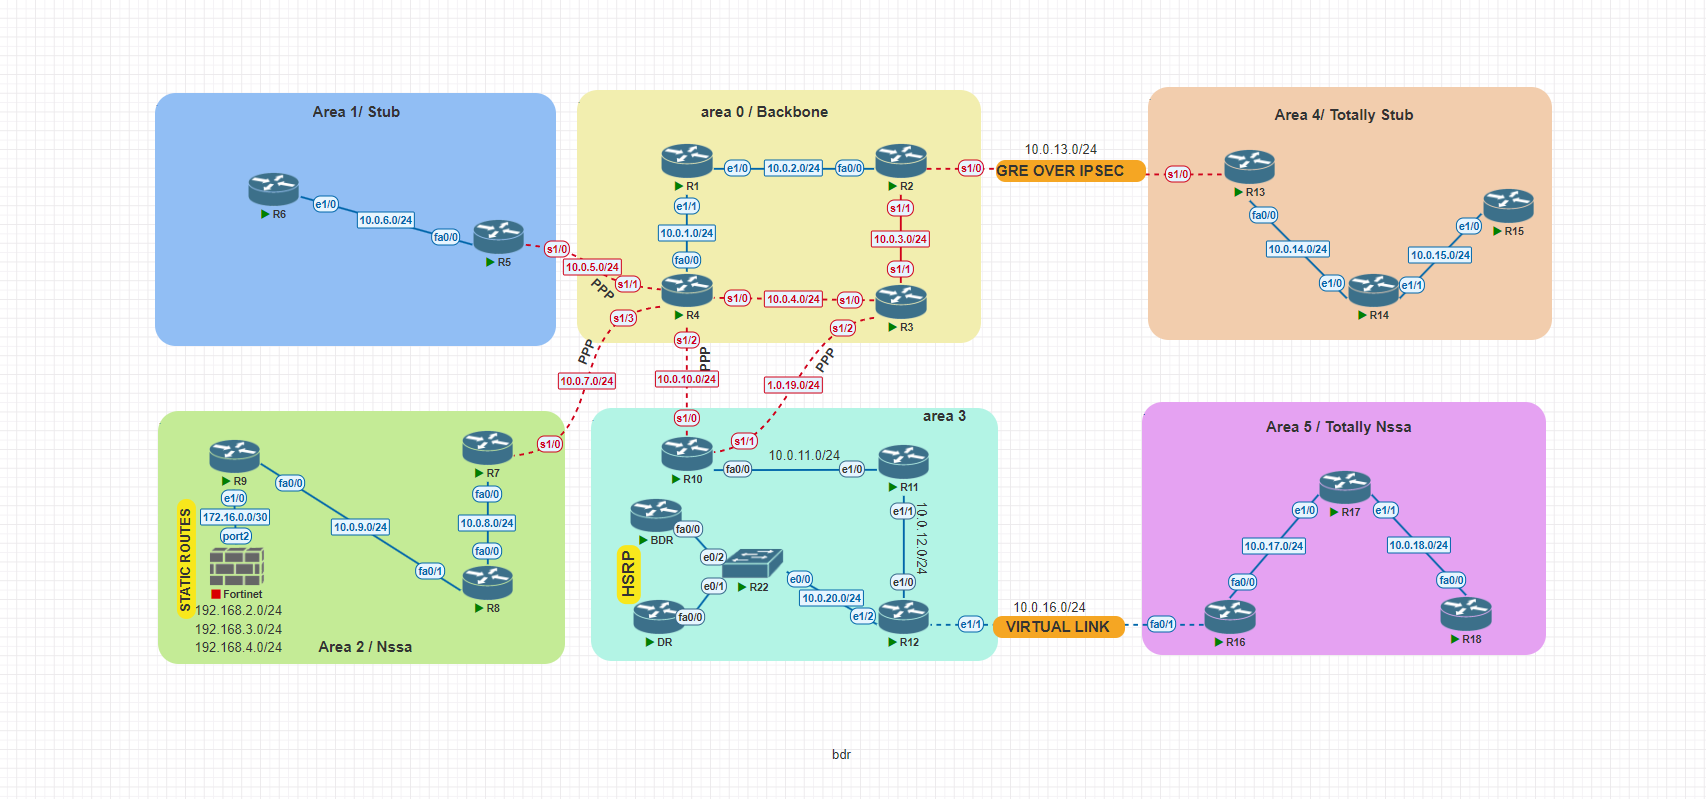 Area 1/ Stub
R6
e1/0
10.0.6.0/24
fa0/0
R5
s1/0
10.0.5.0/24
PPP
s1/1
area 0 / Backbone
R1
e1/0
10.0.2.0/24
fa0/0
R2
e1/1
10.0.1.0/24
fa0/0
s1/1
10.0.3.0/24
s1/1
R4
s1/0
10.0.4.0/24
s1/0
R3
s1/3
s1/2
s1/2
s1/0
10.0.13.0/24
GRE OVER IPSEC
s1/0
Area 4/ Totally Stub
R13
fa0/0
10.0.14.0/24
e1/0
R14
e1/1
10.0.15.0/24
e1/0
R15
PPP
10.0.7.0/24
s1/0
PPP
10.0.10.0/24
s1/0
PPP
1.0.19.0/24
s1/1
R9
e1/0
172.16.0.0/30
port2
Fortinet
STATIC ROUTES
192.168.2.0/24
192.168.3.0/24
192.168.4.0/24
fa0/0
10.0.9.0/24
fa0/1
R7
fa0/0
10.0.8.0/24
fa0/0
R8
Area 2 / Nssa
area 3
R10
fa0/0
10.0.11.0/24
e1/0
R11
e1/1
10.0.12.0/24
e1/0
BDR
fa0/0
e0/2
HSRP
R22
e0/1
DR
fa0/0
e0/0
10.0.20.0/24
e1/2
R12
e1/1
10.0.16.0/24
VIRTUAL LINK
fa0/1
Area 5 / Totally Nssa
R17
e1/0
e1/1
10.0.17.0/24
10.0.18.0/24
fa0/0
fa0/0
R16
R18
bdr